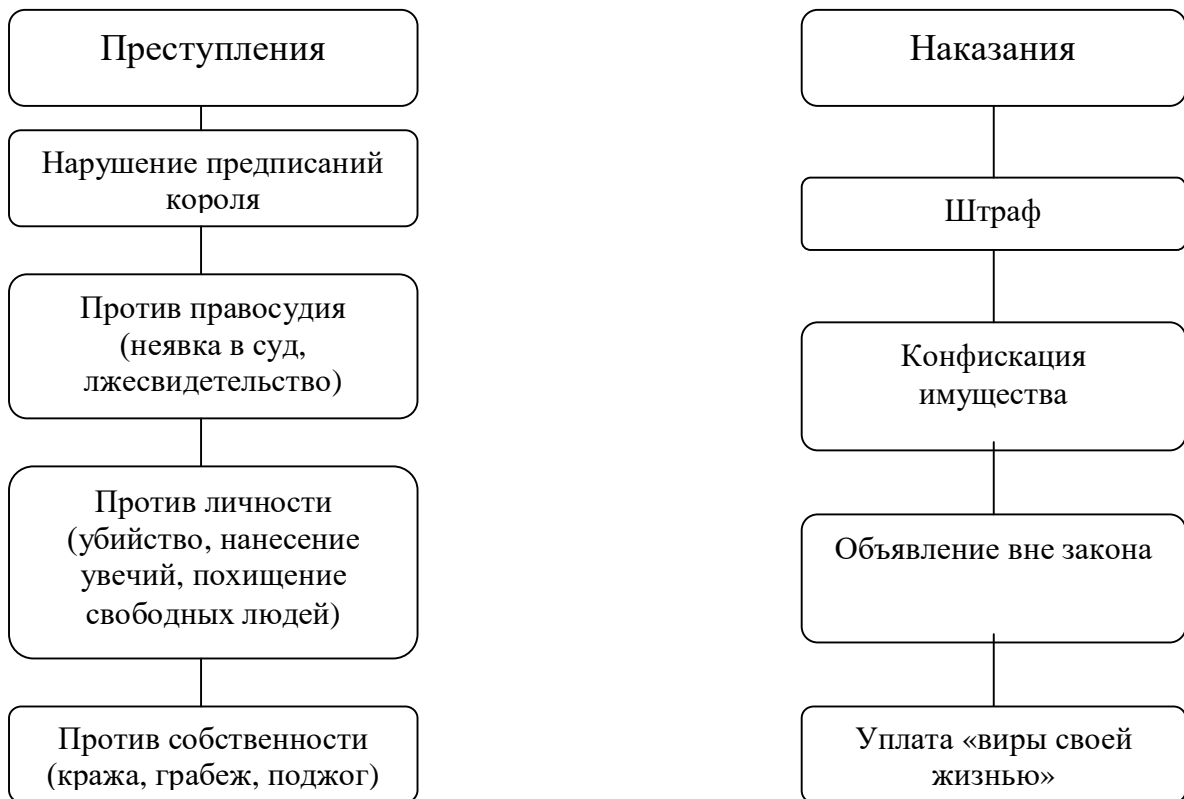 Преступления
Нарушение предписаний
короля
Против правосудия
(неявка в суд,
лжесвидетельство)
Против личности
(убийство, нанесение
увечий, похищение
свободных людей)
Против собственности
(кража, грабеж, поджог)
Наказания
Штраф
Конфискация
имущества
Объявление вне закона
Уплата «виры своей
жизнью»